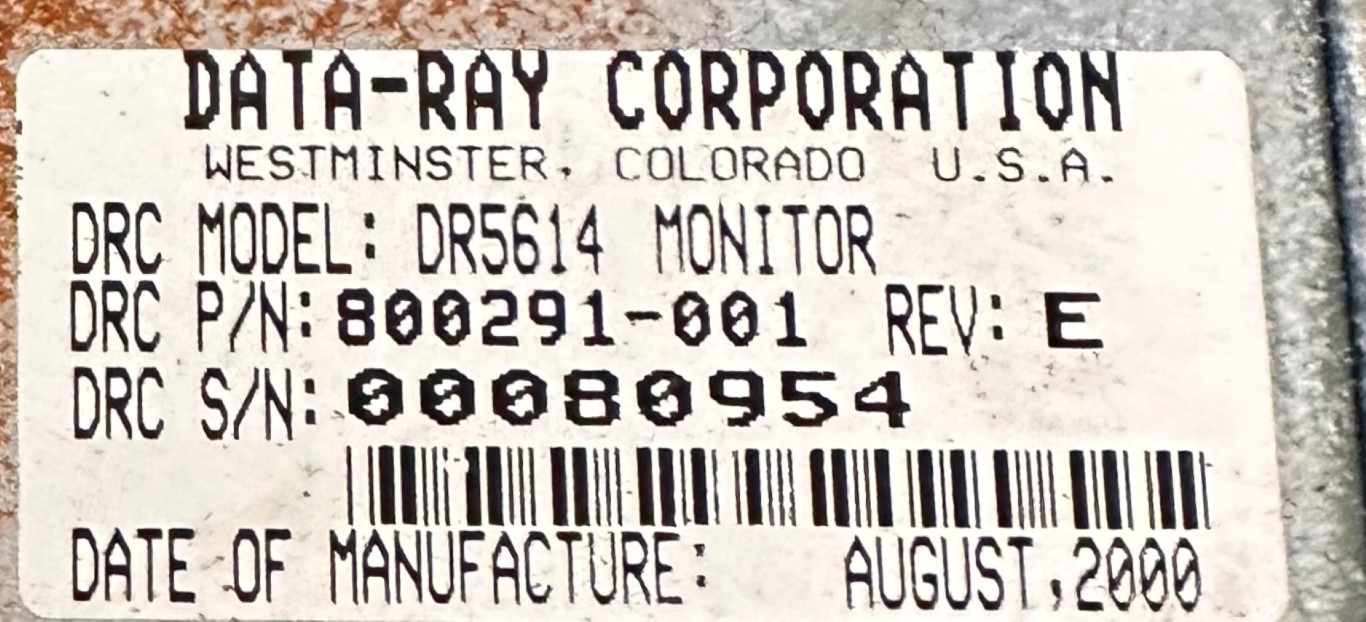 DATA-RAY CORPORATION
WESTMINSTER, COLORADO U.S.A.
DRC MODEL: DR5614 MONITOR
DRC P/N: 800291-001 REV: E
DRC S/N: 00080954
DATE OF MANUFACTURE: AUGUST,2000